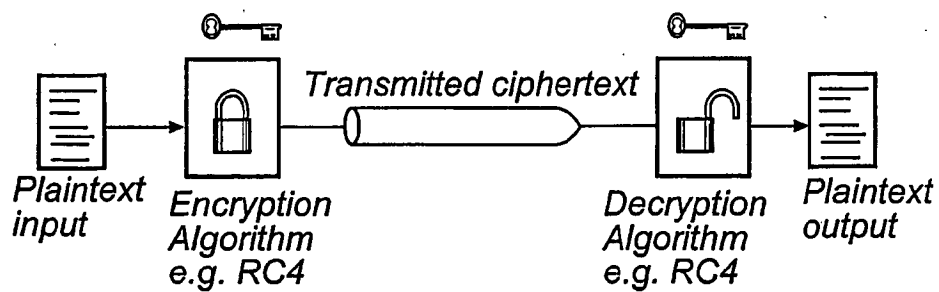 Transmitted ciphertext
Plaintext
input
Encryption
Algorithm
e.g. RC4
Decryption
Algorithm
e.g. RC4
Plaintext
output